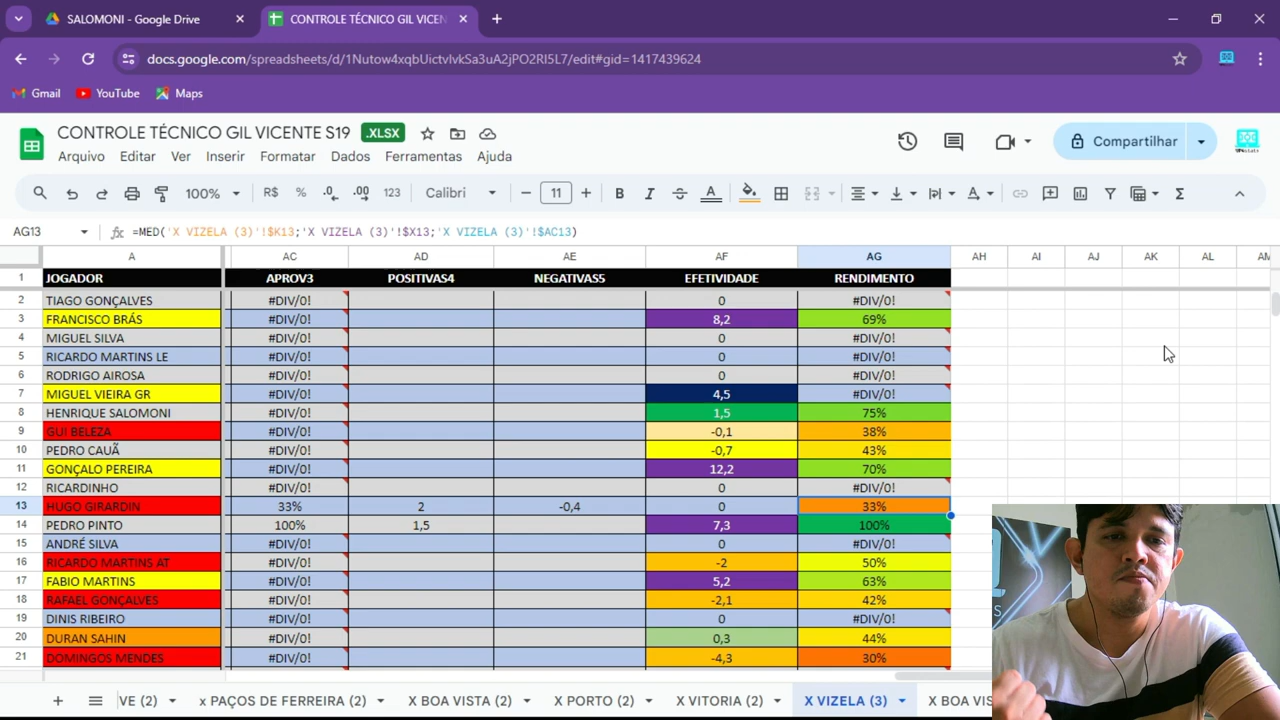 SALOMONI - Google Drive
CONTROLE TÉCNICO GIL VICEN
docs.google.com/spreadsheets/d/1Nutow4xqbUictvIvkSa3uA2jPO2RI5L7/edit#gid=1417439624
Gmail YouTube Maps
CONTROLE TÉCNICO GIL VICENTE S19 .XLSX
Arquivo Editar Ver Inserir Formatar Dados Ferramentas Ajuda
Compartilhar
100% R$ % .0 .00 123 Calibri 11 B I A
AG13 fx =MED('X VIZELA (3)'!$K13;'X VIZELA (3)'!$X13;'X VIZELA (3)'!$AC13)
A AC AD AE AF AG AH AI AJ AK AL AM
1 JOGADOR APROV3 POSITIVAS4 NEGATIVAS5 EFETIVIDADE RENDIMENTO
2 TIAGO GONÇALVES #DIV/0! 0 #DIV/0!
3 FRANCISCO BRÁS #DIV/0! 8,2 69%
4 MIGUEL SILVA #DIV/0! 0 #DIV/0!
5 RICARDO MARTINS LE #DIV/0! 0 #DIV/0!
6 RODRIGO AIROSA #DIV/0! 0 #DIV/0!
7 MIGUEL VIEIRA GR #DIV/0! 4,5 #DIV/0!
8 HENRIQUE SALOMONI #DIV/0! 1,5 75%
9 GUI BELEZA #DIV/0! -0,1 38%
10 PEDRO CAUÃ #DIV/0! -0,7 43%
11 GONÇALO PEREIRA #DIV/0! 12,2 70%
12 RICARDINHO #DIV/0! 0 #DIV/0!
13 HUGO GIRARDIN 33% 2 -0,4 0 33%
14 PEDRO PINTO 100% 1,5 7,3 100%
15 ANDRÉ SILVA #DIV/0! 0 #DIV/0!
16 RICARDO MARTINS AT #DIV/0! -2 50%
17 FABIO MARTINS #DIV/0! 5,2 63%
18 RAFAEL GONÇALVES #DIV/0! -2,1 42%
19 DINIS RIBEIRO #DIV/0! 0 #DIV/0!
20 DURAN SAHIN #DIV/0! 0,3 44%
21 DOMINGOS MENDES #DIV/0! -4,3 30%
VE (2) x PAÇOS DE FERREIRA (2) X BOA VISTA (2) X PORTO (2) X VITORIA (2) X VIZELA (3) X BOA